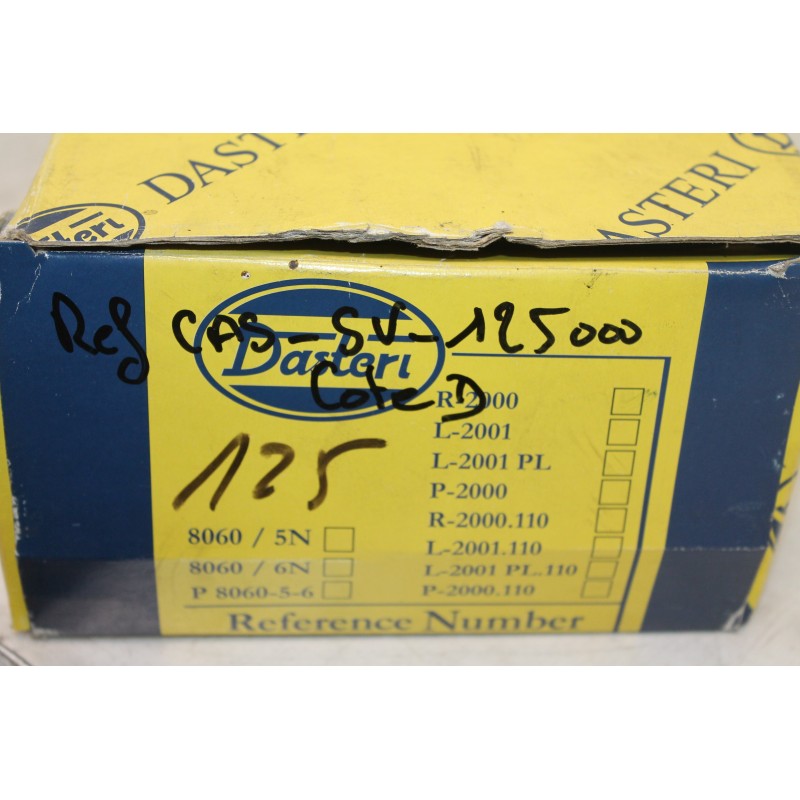 DASTERI
DASTERI (D
Dasteri
Ref CAS-SV-125000
Dasteri
Cote D
125
R-2000
L-2001
L-2001 PL
P-2000
R-2000.110
L-2001.110
L-2001 PL.110
P-2000.110
8060 / 5N
8060 / 6N
P 8060-5-6
Reference Number